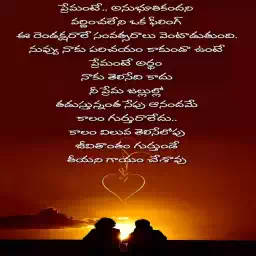 ప్రేమంటే.. అనుభూతికందని
వర్ణించలేని ఒక ఫీలింగ్
ఈ రెండక్షరాలే సంవత్సరాలు వెంటాడుతుంది.
నువ్వు నాకు పరిచయం కాకుండా ఉంటే
ప్రేమంటే అర్థం
నాకు తెలిసేది కాదు
నీ ప్రేమ జల్లుల్లో
తడుస్తున్నంత సేపు ఆనందమే
కాలం గుర్తురాలేదు..
కాలం విలువ తెలిసేలోపు
జీవితాంతం గుర్తుండే
తీయని గాయం చేశావు